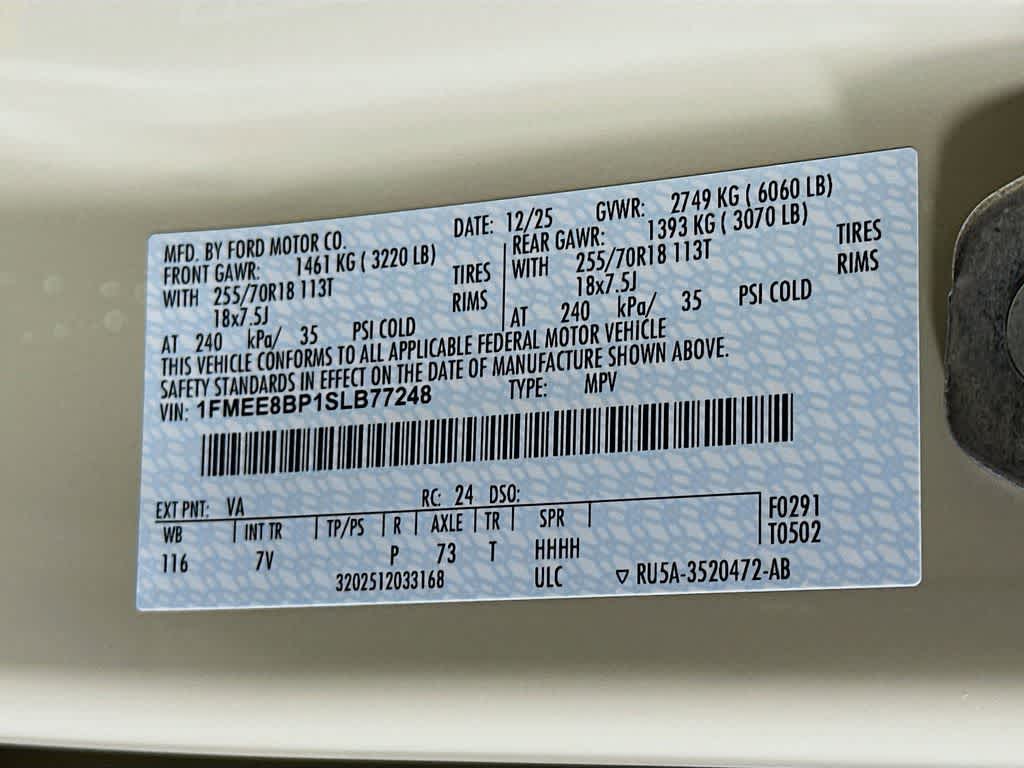 MFD. BY FORD MOTOR CO. DATE: 12/25 GVWR: 2749 KG ( 6060 LB)
FRONT GAWR: 1461 KG ( 3220 LB) REAR GAWR: 1393 KG ( 3070 LB)
WITH 255/70R18 113T TIRES WITH 255/70R18 113T TIRES
18x7.5J RIMS 18x7.5J RIMS
AT 240 kPa/ 35 PSI COLD AT 240 kPa/ 35 PSI COLD
THIS VEHICLE CONFORMS TO ALL APPLICABLE FEDERAL MOTOR VEHICLE
SAFETY STANDARDS IN EFFECT ON THE DATE OF MANUFACTURE SHOWN ABOVE.
VIN: 1FMEE8BP1SLB77248 TYPE: MPV
EXT PNT: VA RC: 24 DSO:
WB INT TR TP/PS R AXLE TR SPR F0291
T0502
116 7V P 73 T HHHH
3202512033168 ULC ▽ RU5A-3520472-AB